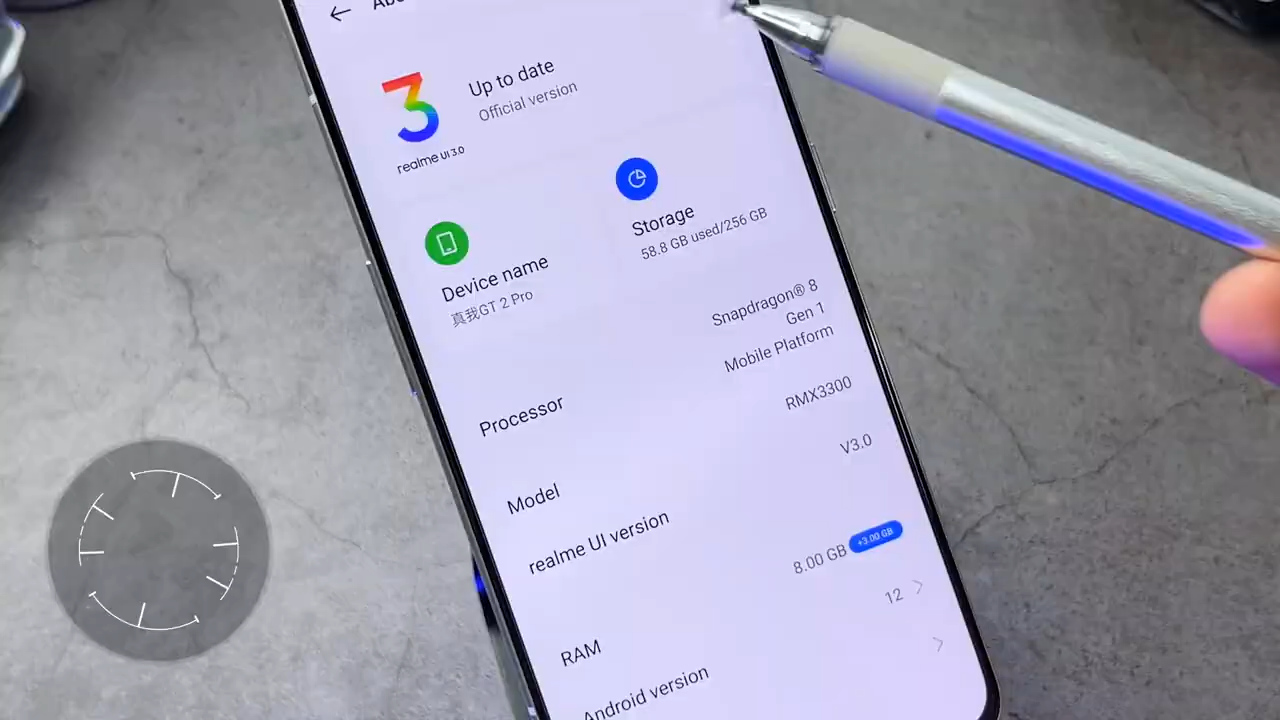 3
Up to date
Official version
realme UI 3.0
Storage
58.8 GB used/256 GB
Device name
真我GT 2 Pro
Snapdragon® 8
Gen 1
Mobile Platform
Processor
RMX3300
Model
V3.0
realme UI version
8.00 GB +3.00 GB
RAM
12
Android version